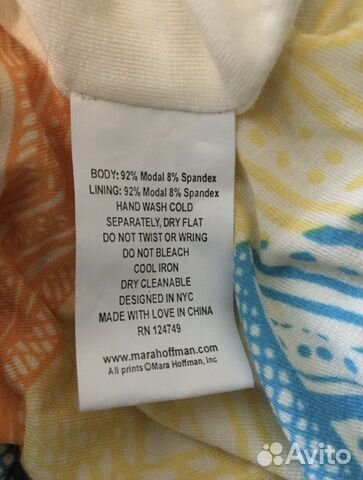 BODY: 92% Modal 8% Spandex
LINING: 92% Modal 8% Spandex
HAND WASH COLD
SEPARATELY, DRY FLAT
DO NOT TWIST OR WRING
DO NOT BLEACH
COOL IRON
DRY CLEANABLE
DESIGNED IN NYC
MADE WITH LOVE IN CHINA
RN 124749
www.marahoffman.com
All prints ©Mara Hoffman, Inc
Avito